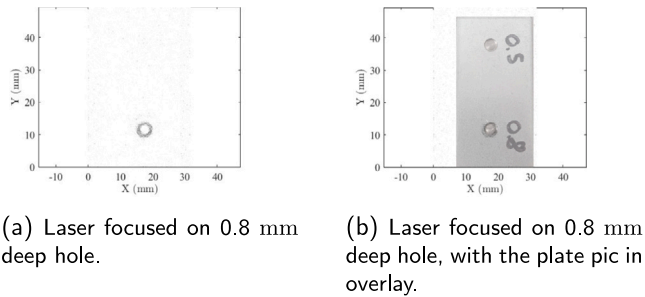 40
30
20
10
0
Y (mm)
-10 0 10 20 30 40
X (mm)
40
30
20
10
0
Y (mm)
-10 0 10 20 30 40
X (mm)
0.5
0.8
(a) Laser focused on 0.8 mm
deep hole.
(b) Laser focused on 0.8 mm
deep hole, with the plate pic in
overlay.